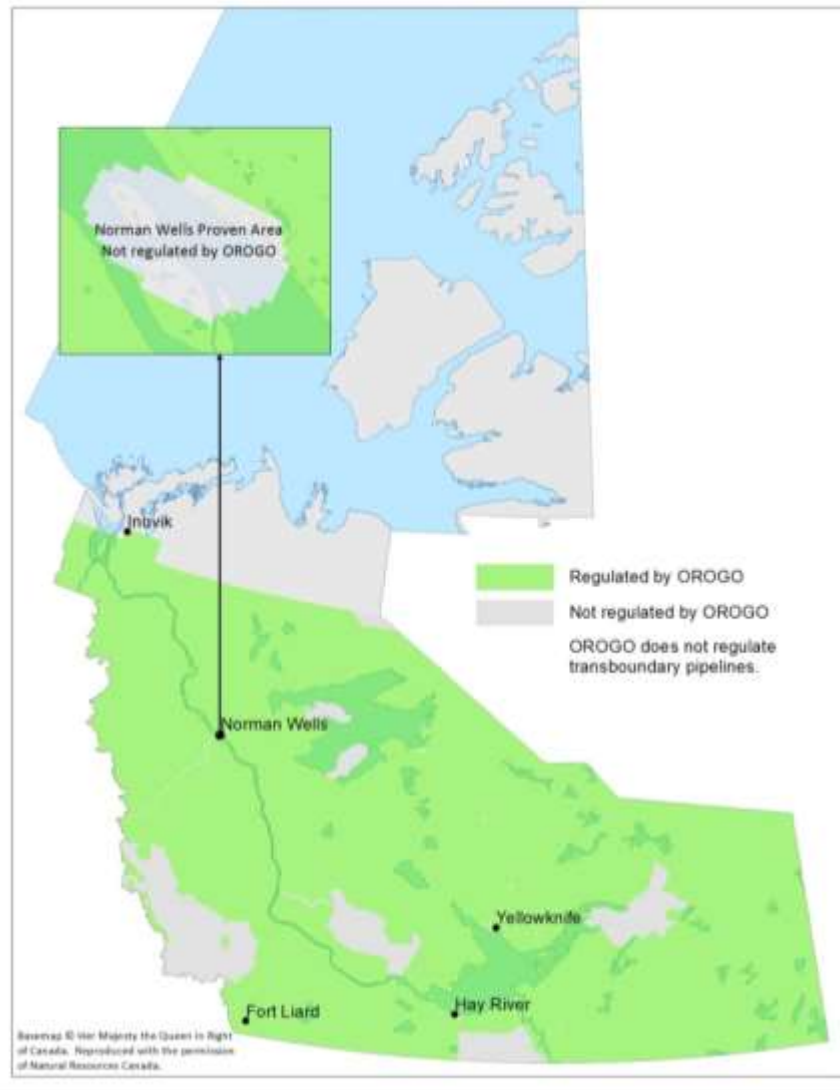 Norman Wells Proven Area
Not regulated by OROGO
Inuvik
Regulated by OROGO
Not regulated by OROGO
OROGO does not regulate
transboundary pipelines.
Norman Wells
Yellowknife
Hay River
Fort Liard
Basemap © Her Majesty the Queen in Right
of Canada. Reproduced with the permission
of Natural Resources Canada.